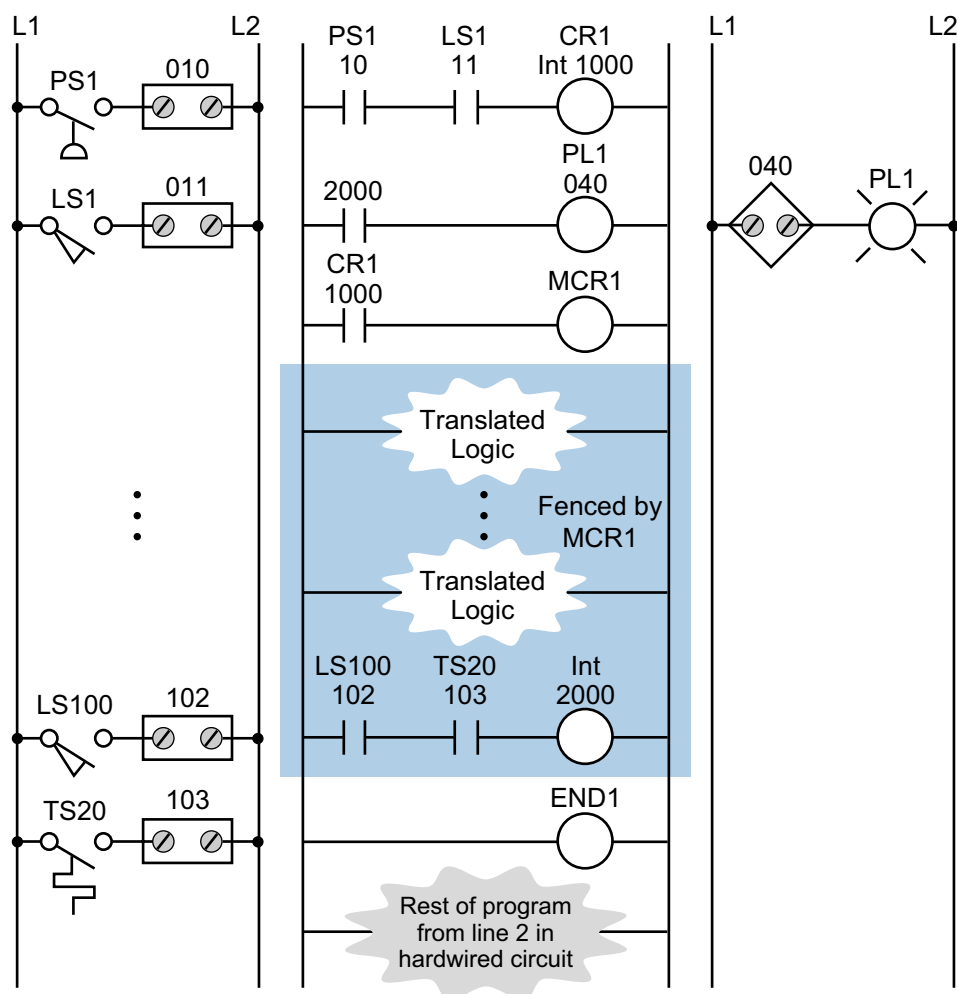 L1
L2
PS1
010
LS1
011
LS100
102
TS20
103
PS1
10
LS1
11
CR1
Int 1000
2000
PL1
040
CR1
1000
MCR1
Translated
Logic
Fenced by
MCR1
Translated
Logic
LS100
102
TS20
103
Int
2000
END1
Rest of program
from line 2 in
hardwired circuit
L1
L2
040
PL1